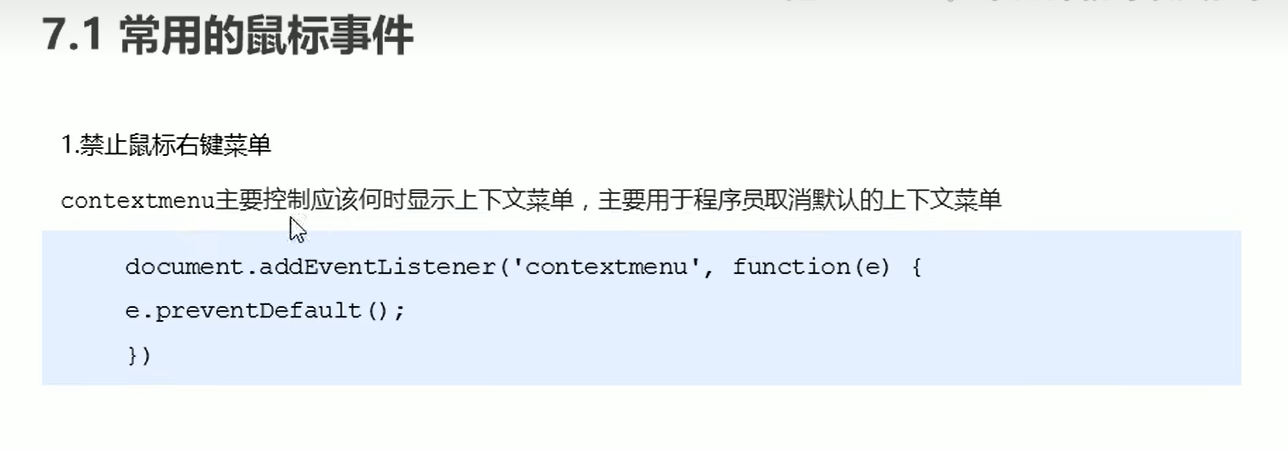 7.1 常用的鼠标事件
1.禁止鼠标右键菜单
contextmenu主要控制应该何时显示上下文菜单，主要用于程序员取消默认的上下文菜单
document.addEventListener('contextmenu', function(e) {
e.preventDefault();
})